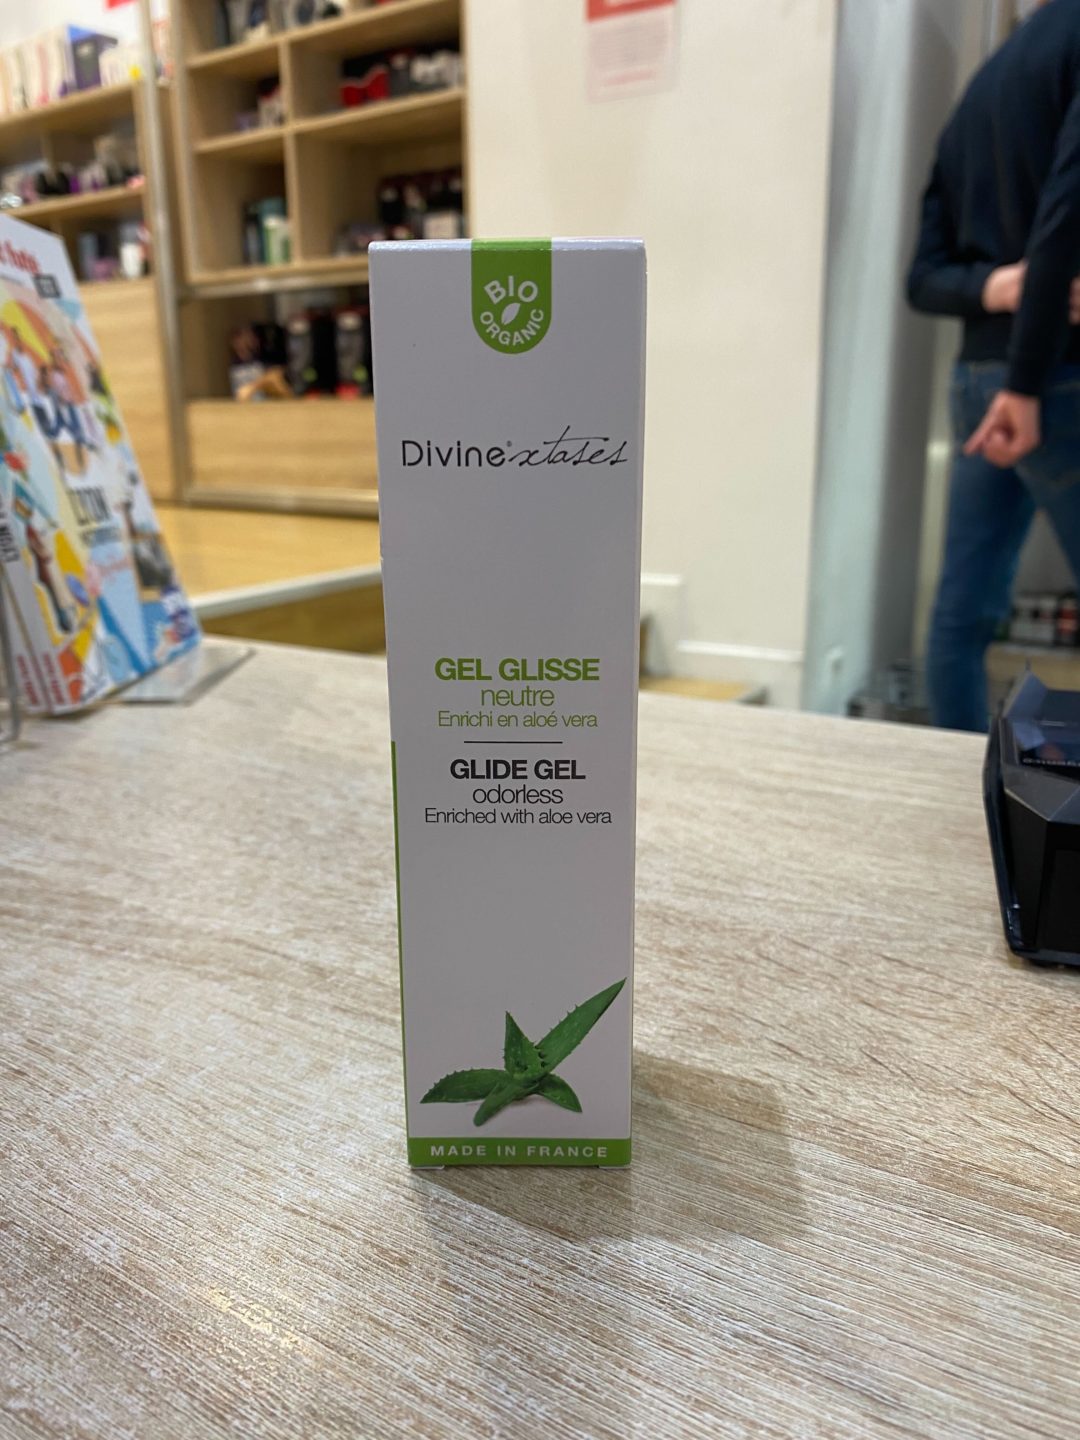 BIO
ORGANIC
Divine xtases
GEL GLISSE
neutre
Enrichi en aloé vera
GLIDE GEL
odorless
Enriched with aloe vera
MADE IN FRANCE
LYON